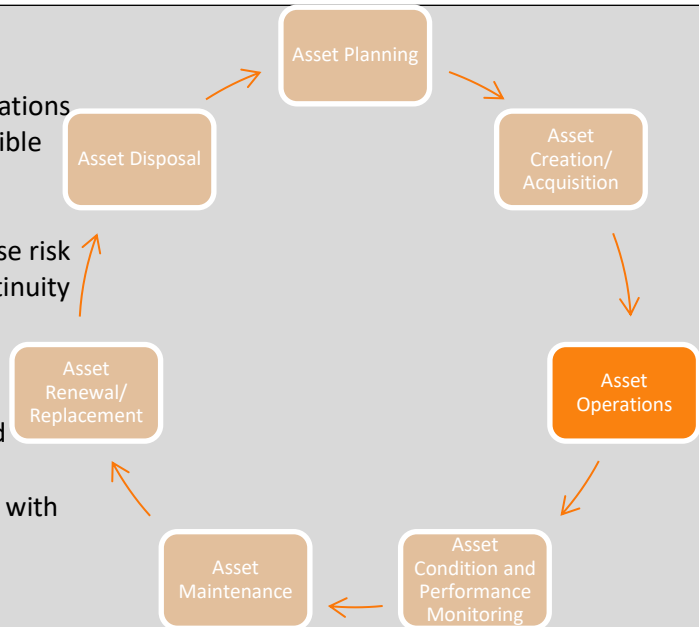 ations
ible
se risk
tinuity
d
with
Asset Planning
Asset
Creation/
Acquisition
Asset
Operations
Asset
Condition and
Performance
Monitoring
Asset
Maintenance
Asset
Renewal/
Replacement
Asset Disposal